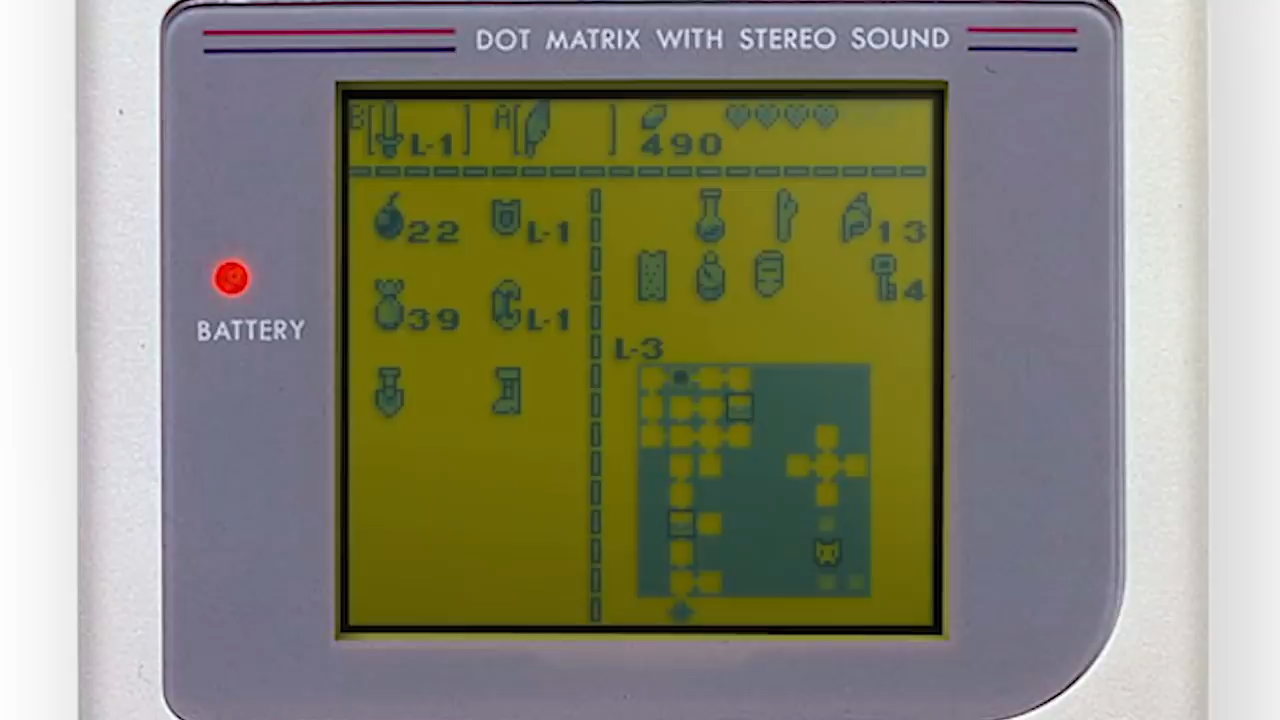 DOT MATRIX WITH STEREO SOUND
B[ L-1] A[ ] 490
22 L-1 13
4
39 L-1
L-3
BATTERY